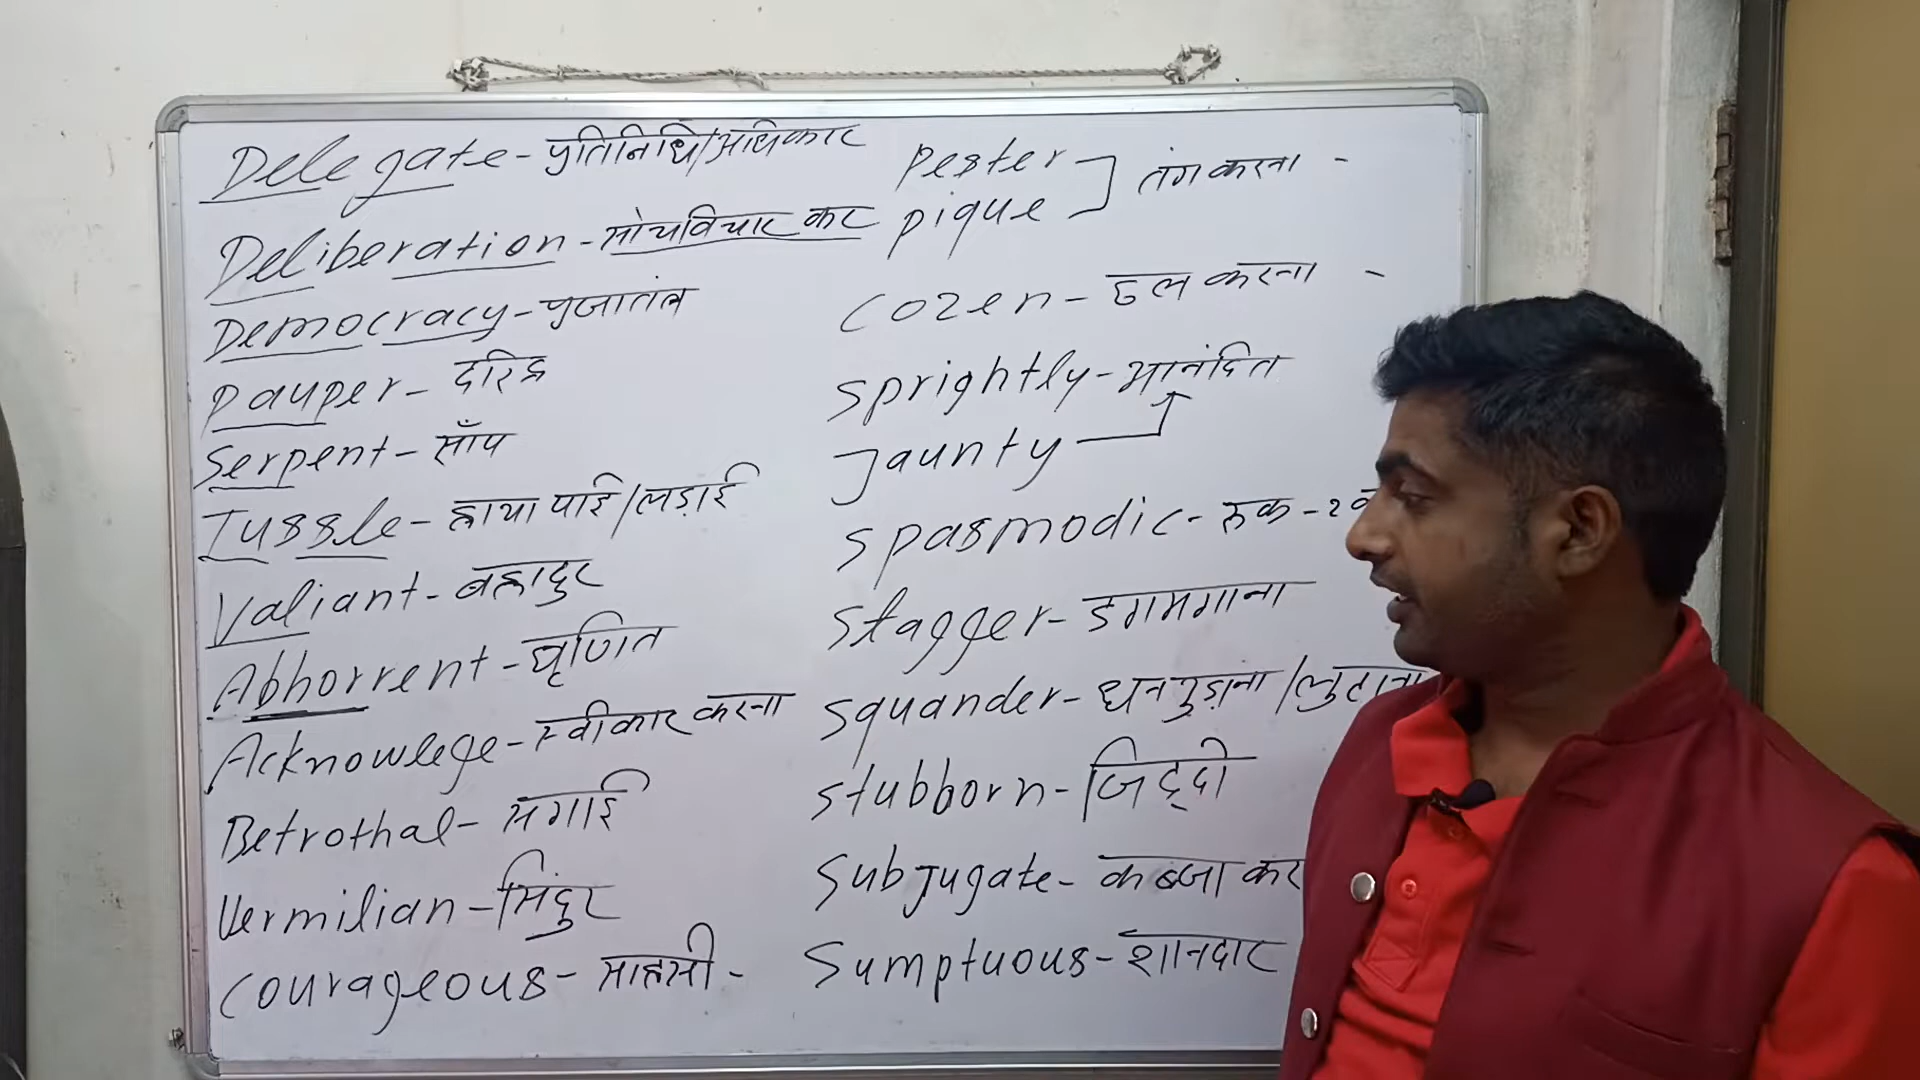 Delegate - प्रतिनिधि/अधिकार
Deliberation - सोचविचार कर
Democracy - प्रजातंत्र
Pauper - दरिद्र
Serpent - साँप
Tussle - हाथा पाई/लड़ाई
Valiant - बहादुर
Abhorrent - घृणित
Acknowlege - स्वीकार करना
Betrothal - सगाई
Vermilian - सिंदुर
Courageous - साहसी -
Pester
pique ] तंग करना -
Cozen - छल करना -
Sprightly - आनंदित
Jaunty
Spasmodic - रुक -
Stagger - डगमगाना
Squander - धन गुड़ाना/लुटाना
Stubborn - जिद्दी
Subjugate - कब्जा कर
Sumptuous - शानदार